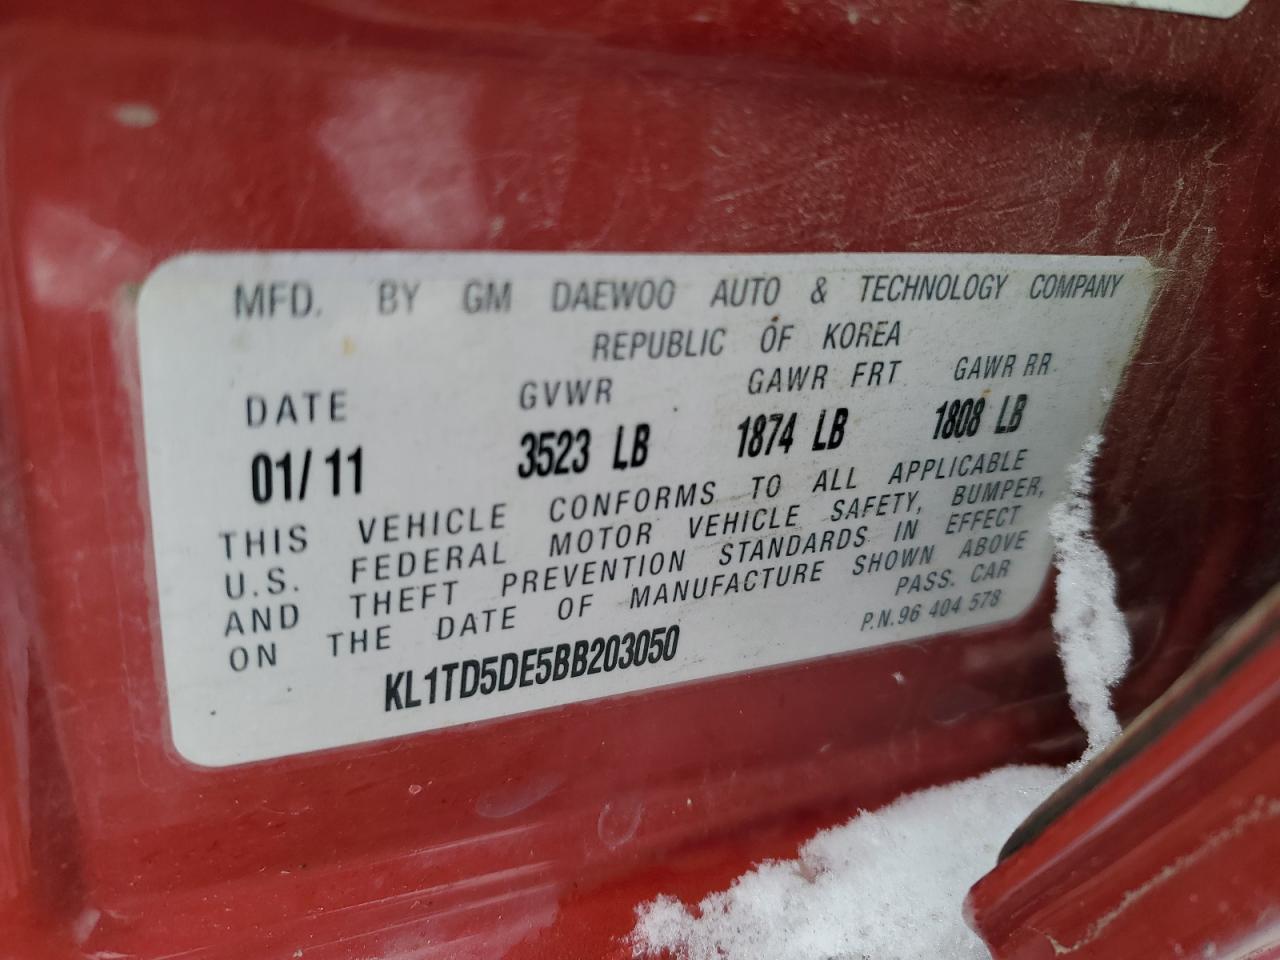 MFD. BY GM DAEWOO AUTO & TECHNOLOGY COMPANY
REPUBLIC OF KOREA
DATE GVWR GAWR FRT GAWR RR
01/11 3523 LB 1874 LB 1808 LB
THIS VEHICLE CONFORMS TO ALL APPLICABLE
U.S. FEDERAL MOTOR VEHICLE SAFETY, BUMPER,
AND THEFT PREVENTION STANDARDS IN EFFECT
ON THE DATE OF MANUFACTURE SHOWN ABOVE
PASS. CAR
KL1TD5DE5BB203050 P.N.96 404 578